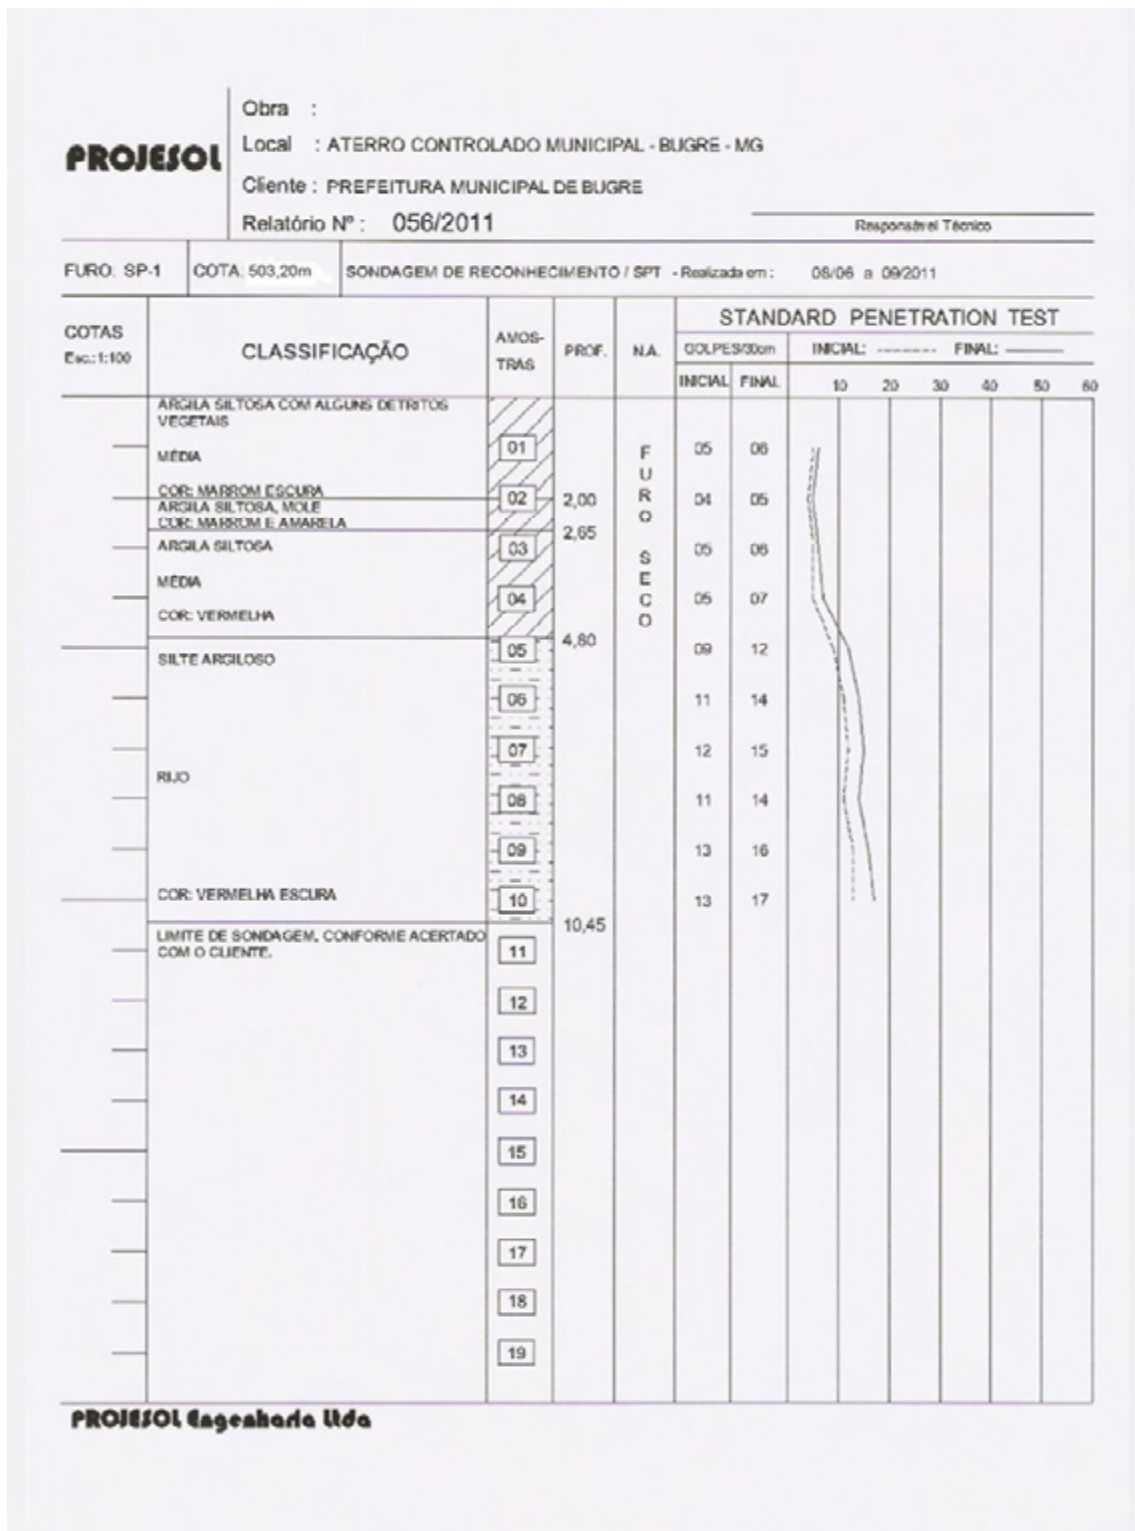 PROJESOL
Obra :
Local : ATERRO CONTROLADO MUNICIPAL - BUGRE - MG
Cliente : PREFEITURA MUNICIPAL DE BUGRE
Relatório Nº : 056/2011
Responsável Técnico
FURO: SP-1 COTA: 503,20m SONDAGEM DE RECONHECIMENTO / SPT - Realizada em : 08/06 a 09/2011
COTAS
Esc.:1:100
CLASSIFICAÇÃO
AMOS-
TRAS
PROF.
N.A.
STANDARD PENETRATION TEST
GOLPES/30cm INICIAL: FINAL:
INICIAL FINAL
10 20 30 40 50 60
ARGILA SILTOSA COM ALGUNS DETRITOS
VEGETAIS
MÉDIA
COR: MARROM ESCURA
ARGILA SILTOSA, MOLE
COR: MARROM E AMARELA
ARGILA SILTOSA
MÉDIA
COR: VERMELHA
SILTE ARGILOSO
RIJO
COR: VERMELHA ESCURA
LIMITE DE SONDAGEM, CONFORME ACERTADO
COM O CLIENTE.
01
02
03
04
05
06
07
08
09
10
11
12
13
14
15
16
17
18
19
2,00
2,65
4,80
10,45
FURO SECO
05 06
04 05
05 06
05 07
09 12
11 14
12 15
11 14
13 16
13 17
PROJESOL Engenharia Ltda